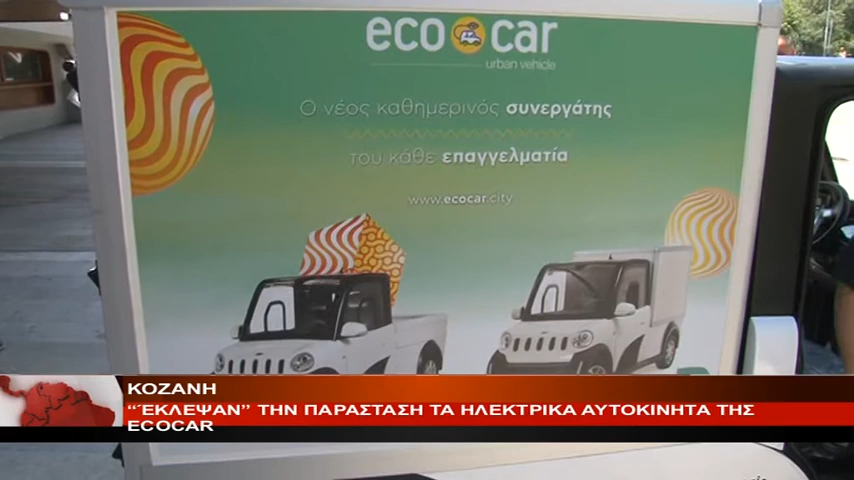 eco car
urban vehicle
Ο νέος καθημερινός συνεργάτης
του κάθε επαγγελματία
www.ecocar.city
ΚΟΖΑΝΗ
“ΈΚΛΕΨΑΝ” ΤΗΝ ΠΑΡΑΣΤΑΣΗ ΤΑ ΗΛΕΚΤΡΙΚΑ ΑΥΤΟΚΙΝΗΤΑ ΤΗΣ
ECOCAR